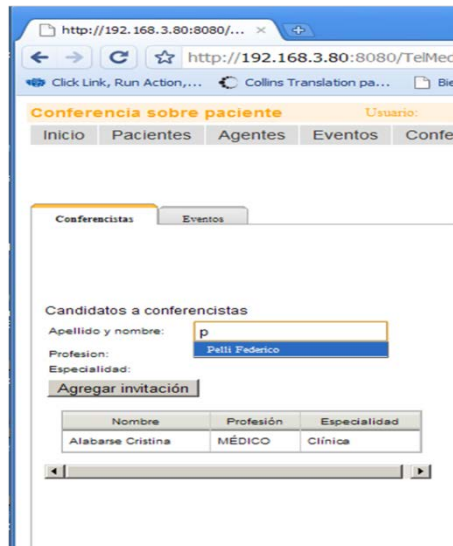 http://192.168.3.80:8080/...
http://192.168.3.80:8080/TelMed
Click Link, Run Action,... Collins Translation pa... Bie
Conferencia sobre paciente Usuario:
Inicio Pacientes Agentes Eventos Confe
Conferencistas Eventos
Candidatos a conferencistas
Apellido y nombre: p
Pelli Federico
Profesion:
Especialidad:
Agregar invitación
Nombre Profesión Especialidad
Alabarse Cristina MÉDICO Clínica